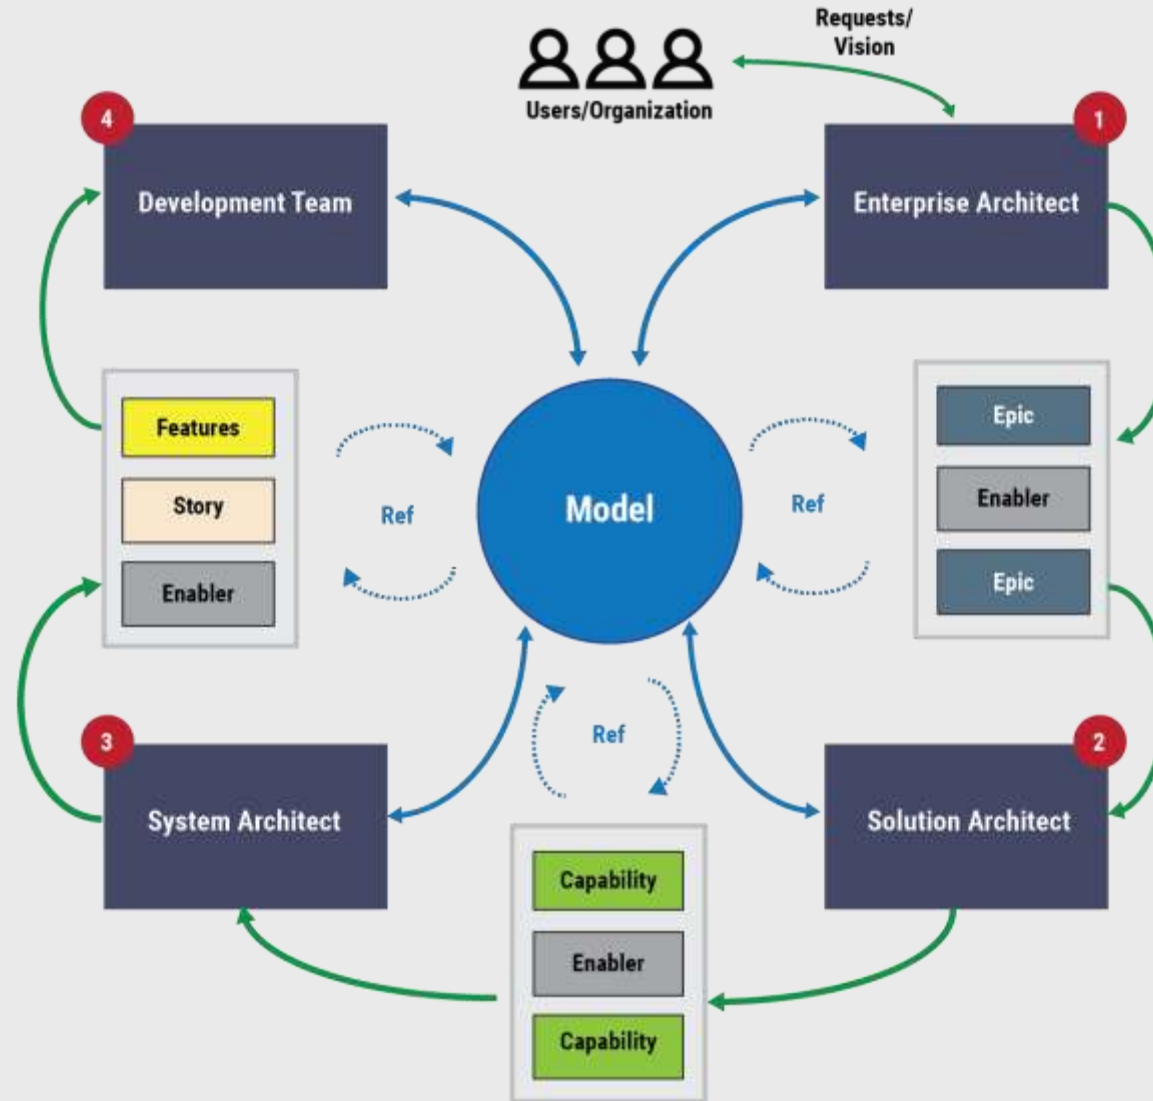 Requests/
Vision
Users/Organization
4
Development Team
1
Enterprise Architect
Features
Story
Enabler
Ref
Model
Ref
Epic
Enabler
Epic
3
System Architect
Ref
2
Solution Architect
Capability
Enabler
Capability